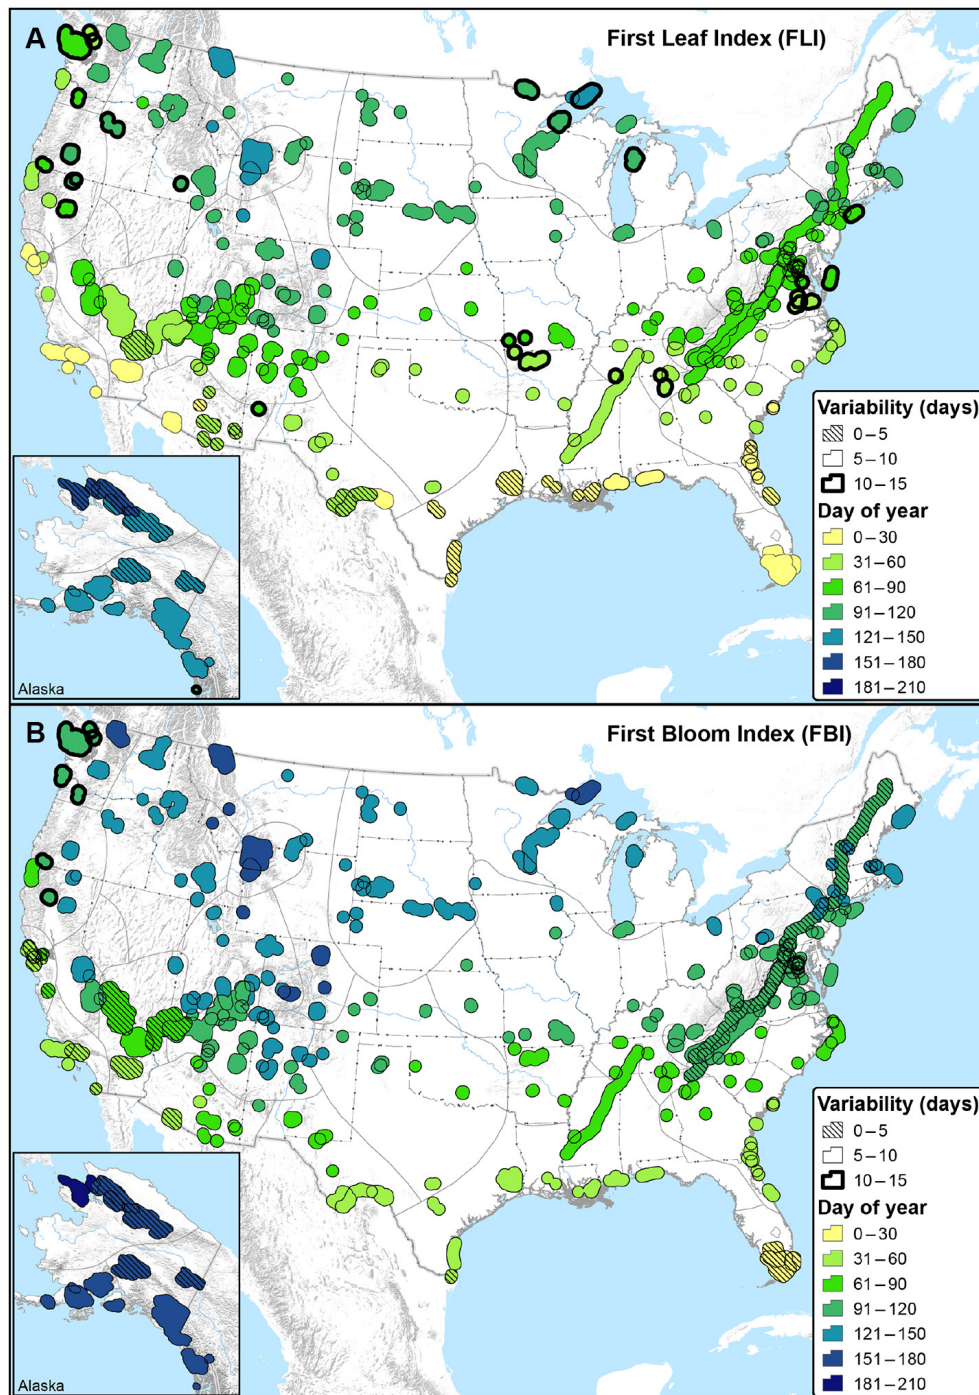 A
First Leaf Index (FLI)
Variability (days)
0–5
5–10
10–15
Day of year
0–30
31–60
61–90
91–120
121–150
151–180
181–210
Alaska
B
First Bloom Index (FBI)
Variability (days)
0–5
5–10
10–15
Day of year
0–30
31–60
61–90
91–120
121–150
151–180
181–210
Alaska